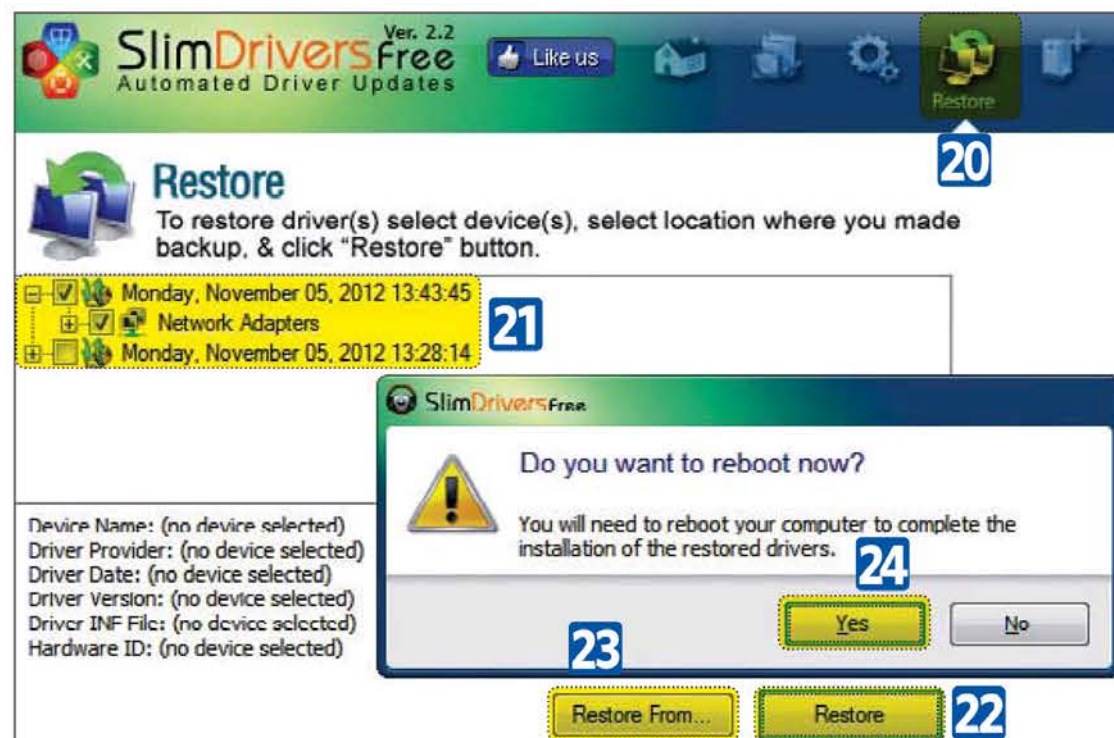 SlimDriversFree Ver. 2.2
Automated Driver Updates
Like us
Restore
20
Restore
To restore driver(s) select device(s), select location where you made
backup, & click “Restore” button.
Monday, November 05, 2012 13:43:45
Network Adapters
21
Monday, November 05, 2012 13:28:14
SlimDriversFree
Do you want to reboot now?
You will need to reboot your computer to complete the
installation of the restored drivers.
24
Yes
No
Device Name: (no device selected)
Driver Provider: (no device selected)
Driver Date: (no device selected)
Driver Version: (no device selected)
Driver INF File: (no device selected)
Hardware ID: (no device selected)
23
Restore From...
Restore
22